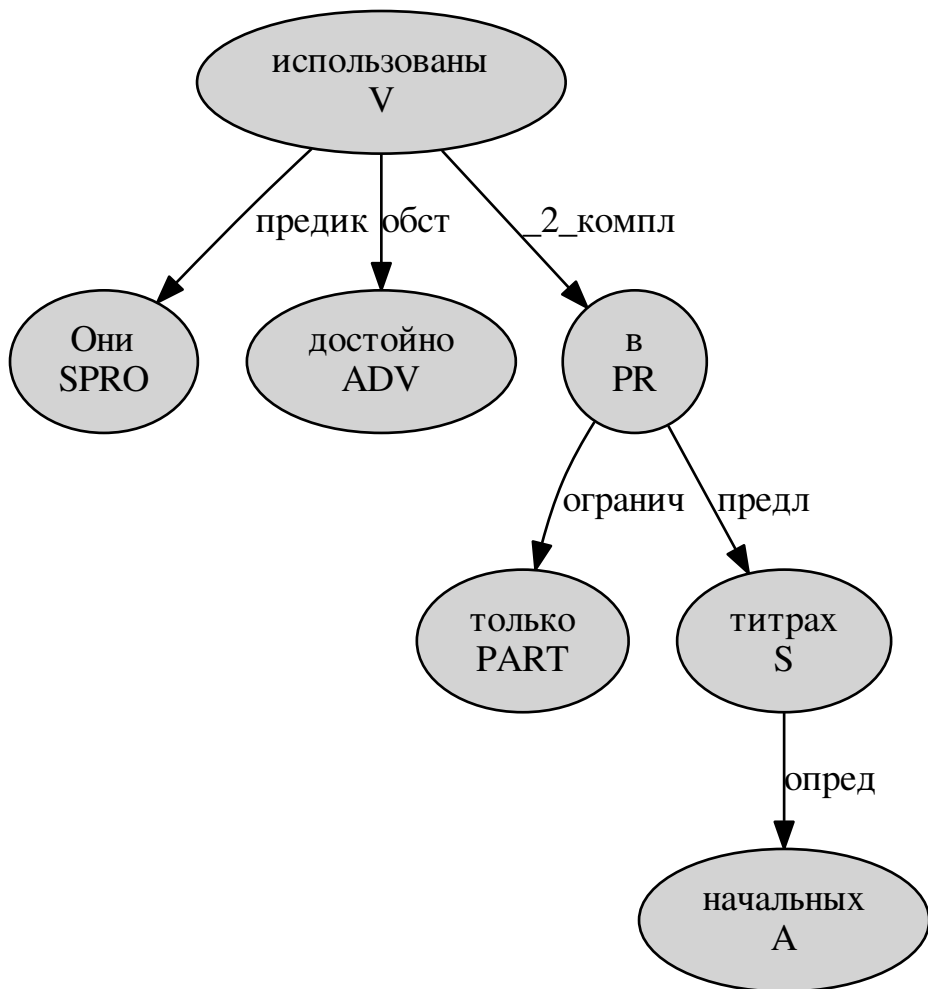 использованы
V
предик
обст
_2_компл
Они
SPRO
достойно
ADV
в
PR
огранич
предл
только
PART
титрах
S
опред
начальных
A